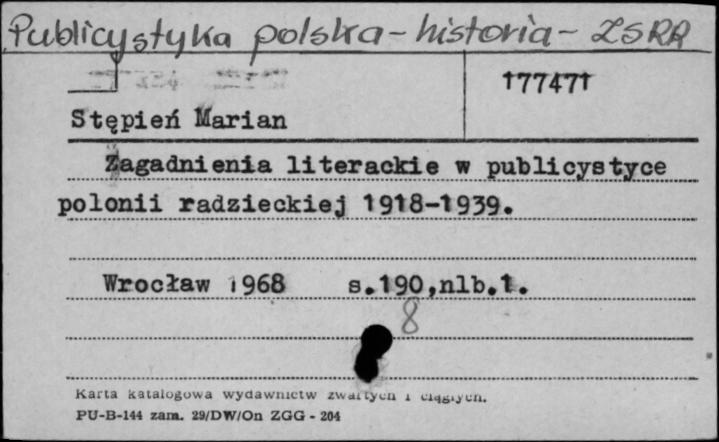 Publicystyka polska – historia – ZSRR
177471
Stępień Marian
Zagadnienia literackie w publicystyce
polonii radzieckiej 1918-1939.
Wrocław 1968 s.190,nlb.1.
8
Karta katalogowa wydawnictw zwartych i ciągłych.
PU-B-144 zam. 29/DW/On ZGG - 204